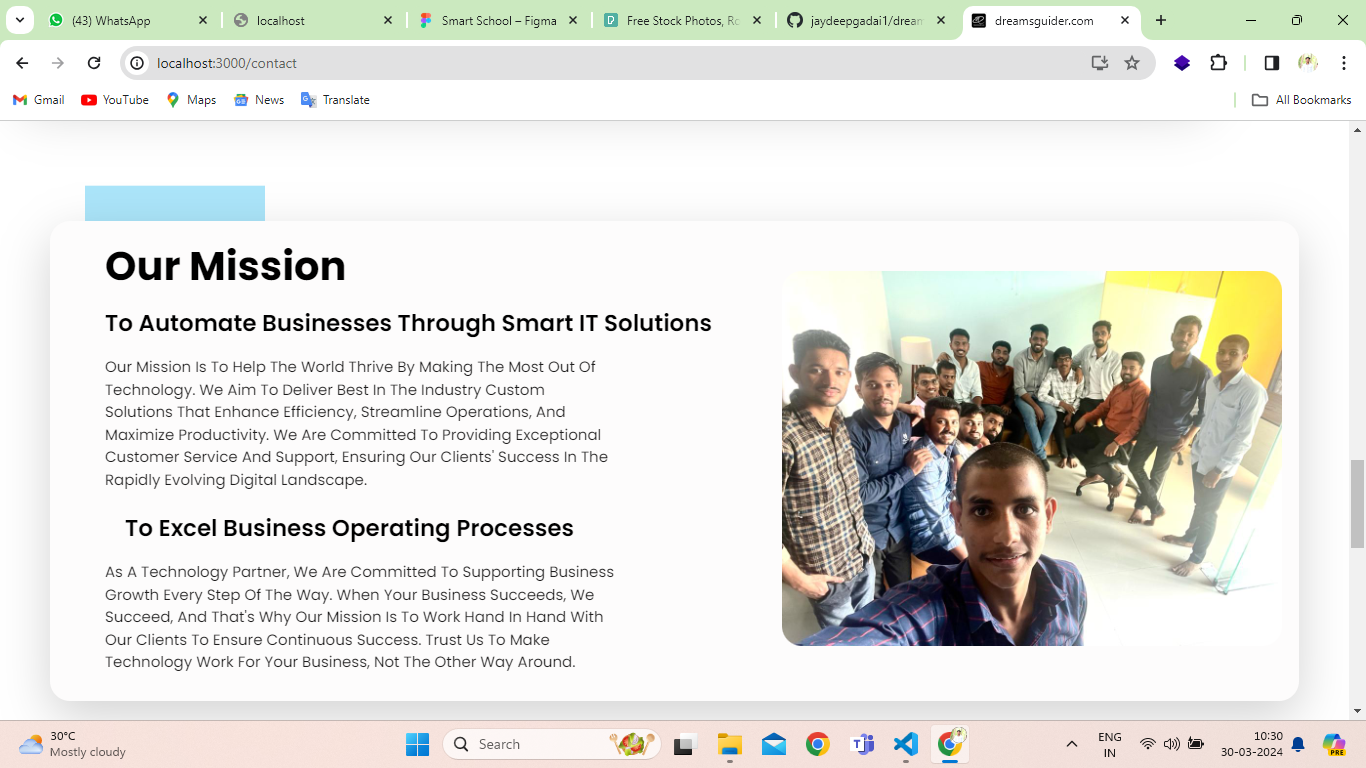 (43) WhatsApp
localhost
Smart School – Figma
Free Stock Photos, Ro
jaydeepgadai1/dream
dreamsguider.com
localhost:3000/contact
Gmail
YouTube
Maps
News
Translate
All Bookmarks
Our Mission
To Automate Businesses Through Smart IT Solutions
Our Mission Is To Help The World Thrive By Making The Most Out Of
Technology. We Aim To Deliver Best In The Industry Custom
Solutions That Enhance Efficiency, Streamline Operations, And
Maximize Productivity. We Are Committed To Providing Exceptional
Customer Service And Support, Ensuring Our Clients' Success In The
Rapidly Evolving Digital Landscape.
To Excel Business Operating Processes
As A Technology Partner, We Are Committed To Supporting Business
Growth Every Step Of The Way. When Your Business Succeeds, We
Succeed, And That's Why Our Mission Is To Work Hand In Hand With
Our Clients To Ensure Continuous Success. Trust Us To Make
Technology Work For Your Business, Not The Other Way Around.
30°C
Mostly cloudy
Search
ENG
IN
10:30
30-03-2024
PRE